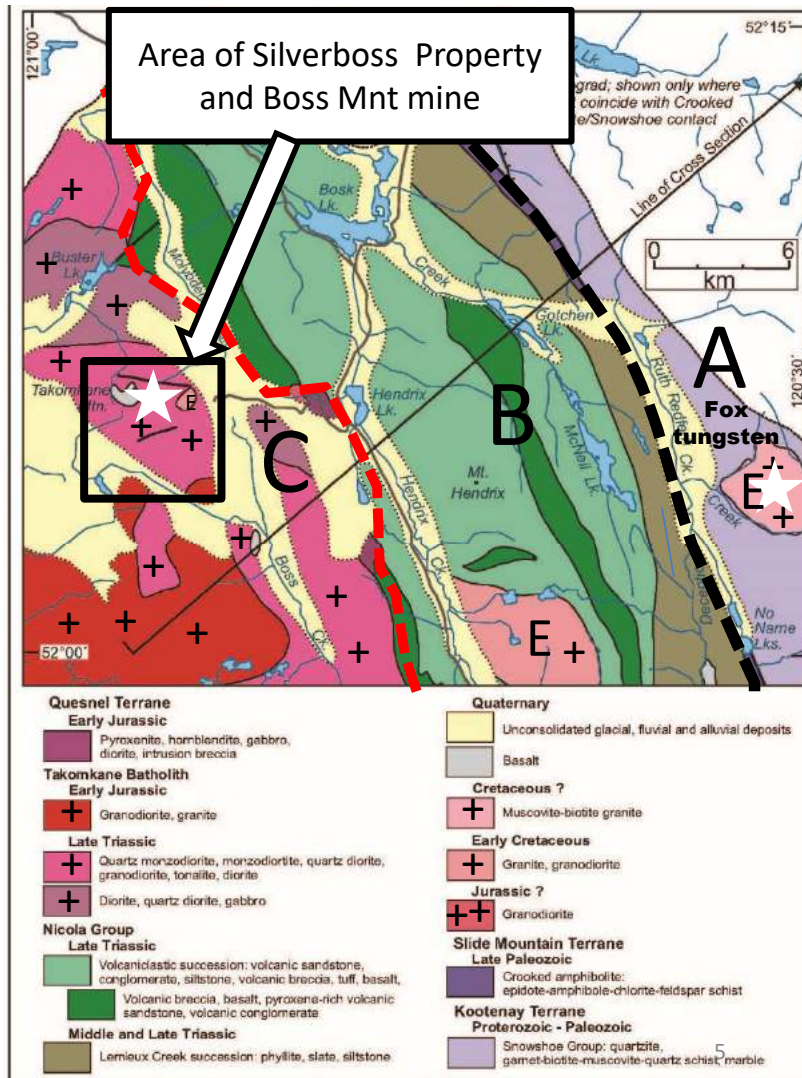 121°00'
52°15'
Area of Silverboss Property
and Boss Mnt mine
Lk.
grad; shown only where
coincide with Crooked
te/Snowshoe contact
Line of Cross Section
Bosk
Lk.
0 6
km
Buster
Lk.
Creek
Gotchen
Lk.
A
120°30'
Ruth
Ck.
Fox
tungsten
Takomkane
Mtn.
E
Hendrix
Lk.
B
McNeil Lk.
C
Mt.
Hendrix
E
Creek
Hendrix
Ck.
Boss
Ck.
E
No
Name
Lks.
52°00'
Quesnel Terrane
Early Jurassic
Pyroxenite, hornblendite, gabbro,
diorite, intrusion breccia
Takomkane Batholith
Early Jurassic
Granodiorite, granite
Late Triassic
Quartz monzodiorite, monzodiortite, quartz diorite,
granodiorite, tonalite, diorite
Diorite, quartz diorite, gabbro
Nicola Group
Late Triassic
Volcaniclastic succession: volcanic sandstone,
conglomerate, siltstone, volcanic breccia, tuff, basalt,
Volcanic breccia, basalt, pyroxene-rich volcanic
sandstone, volcanic conglomerate
Middle and Late Triassic
Lemieux Creek succession: phyllite, slate, siltstone
Quaternary
Unconsolidated glacial, fluvial and alluvial deposits
Basalt
Cretaceous ?
Muscovite-biotite granite
Early Cretaceous
Granite, granodiorite
Jurassic ?
Granodiorite
Slide Mountain Terrane
Late Paleozoic
Crooked amphibolite:
epidote-amphibole-chlorite-feldspar schist
Kootenay Terrane
Proterozoic - Paleozoic
Snowshoe Group: quartzite,
garnet-biotite-muscovite-quartz schist, marble
5